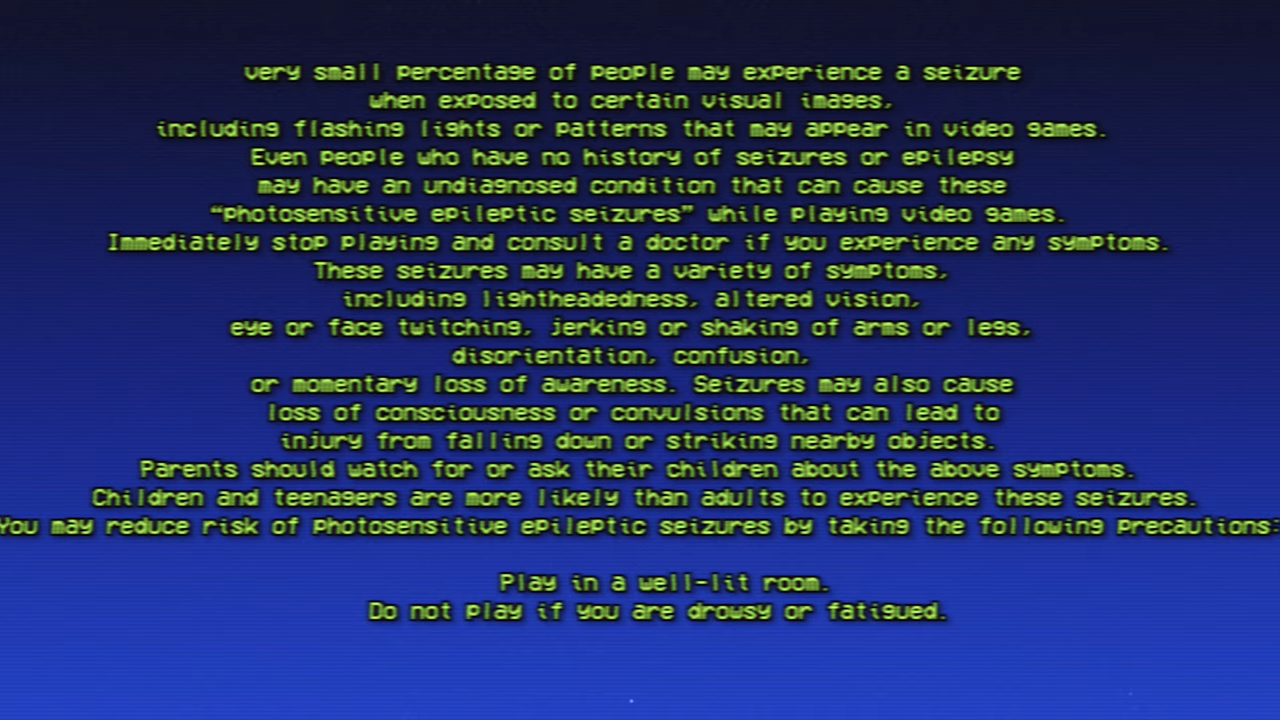 very small percentage of people may experience a seizure
when exposed to certain visual images,
including flashing lights or patterns that may appear in video games.
Even people who have no history of seizures or epilepsy
may have an undiagnosed condition that can cause these
“photosensitive epileptic seizures” while playing video games.
Immediately stop playing and consult a doctor if you experience any symptoms.
These seizures may have a variety of symptoms,
including lightheadedness, altered vision,
eye or face twitching, jerking or shaking of arms or legs,
disorientation, confusion,
or momentary loss of awareness. Seizures may also cause
loss of consciousness or convulsions that can lead to
injury from falling down or striking nearby objects.
Parents should watch for or ask their children about the above symptoms.
Children and teenagers are more likely than adults to experience these seizures.
You may reduce risk of photosensitive epileptic seizures by taking the following precautions:
Play in a well-lit room.
Do not play if you are drowsy or fatigued.